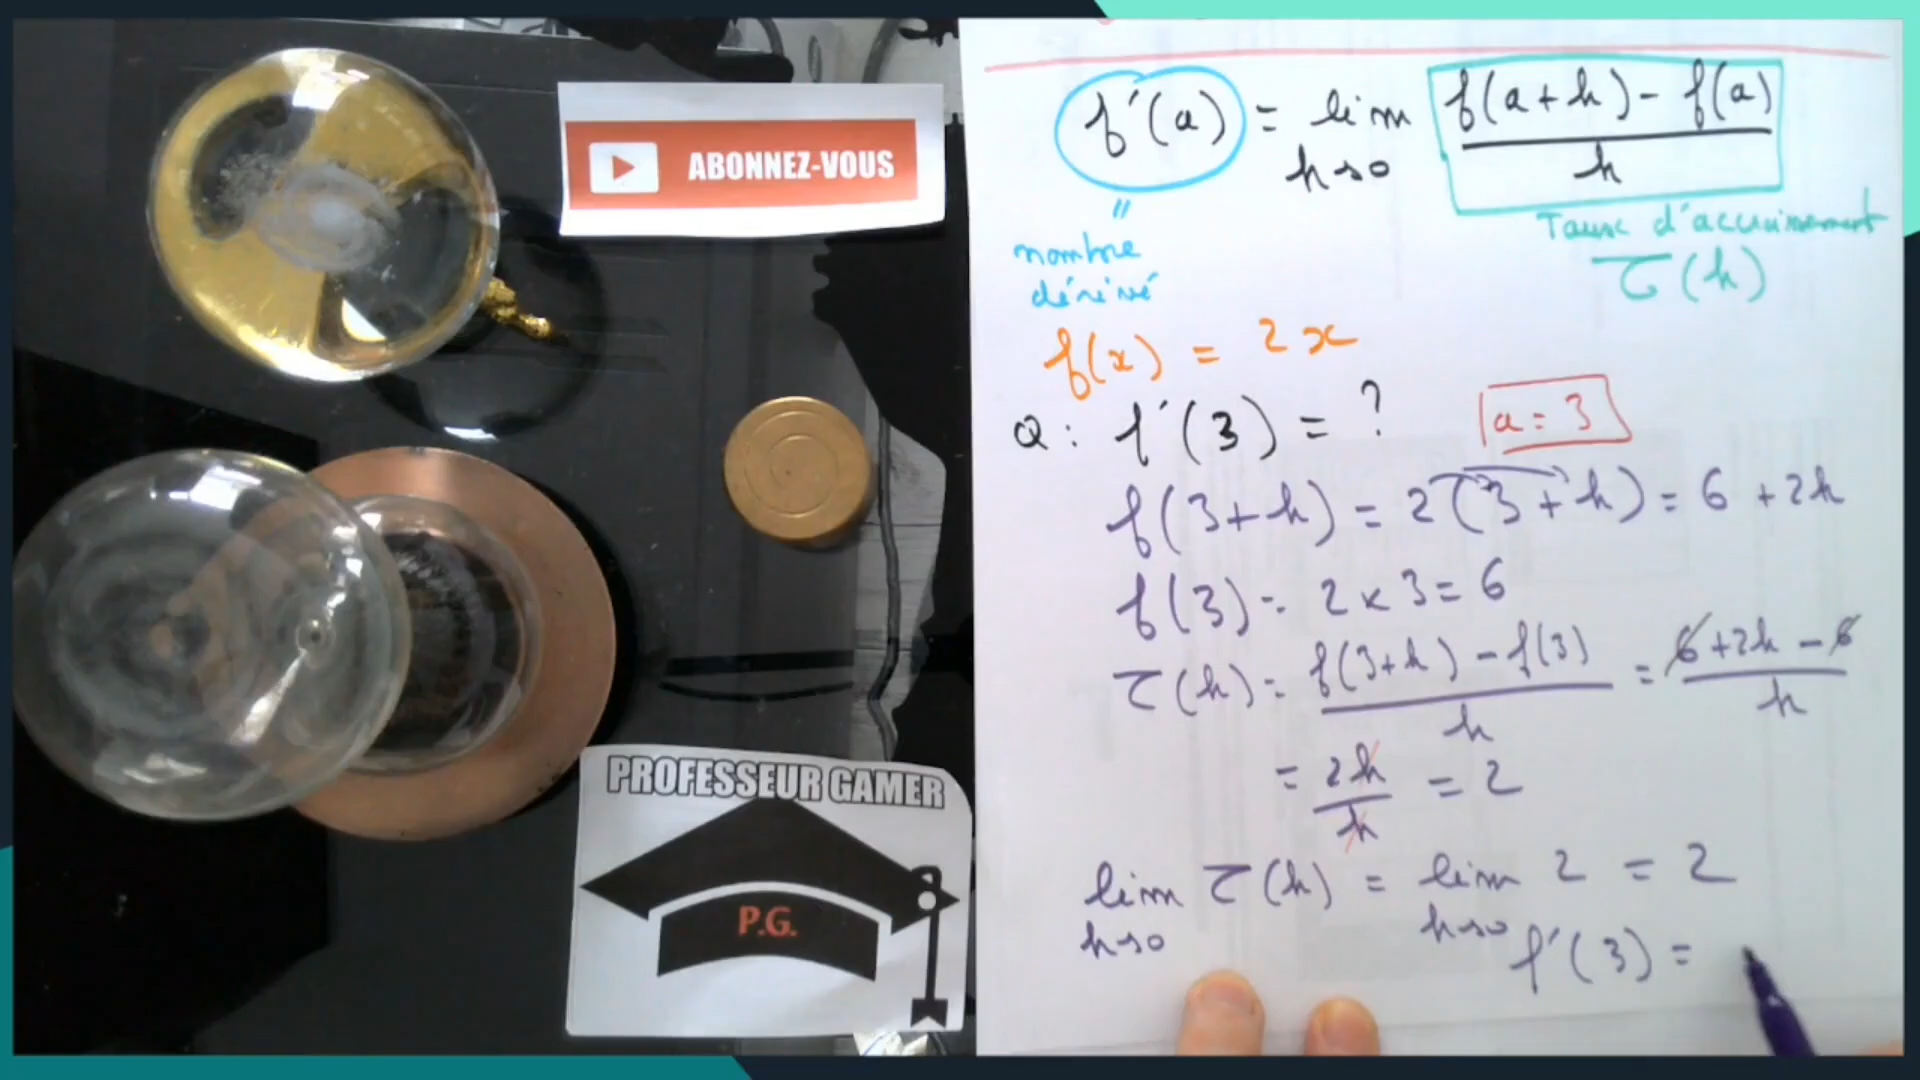 ABONNEZ-VOUS
PROFESSEUR GAMER
P.G.
f'(a) = lim h→0 f(a+h) - f(a) / h
"
nombre
dérivé
Taux d'accroissement
τ(h)
f(x) = 2x
Q : f'(3) = ?
a = 3
f(3+h) = 2(3+h) = 6 + 2h
f(3) = 2 × 3 = 6
τ(h) = f(3+h) - f(3) / h = 6+2h-6 / h
= 2h / h = 2
lim h→0 τ(h) = lim h→0 2 = 2
f'(3) =